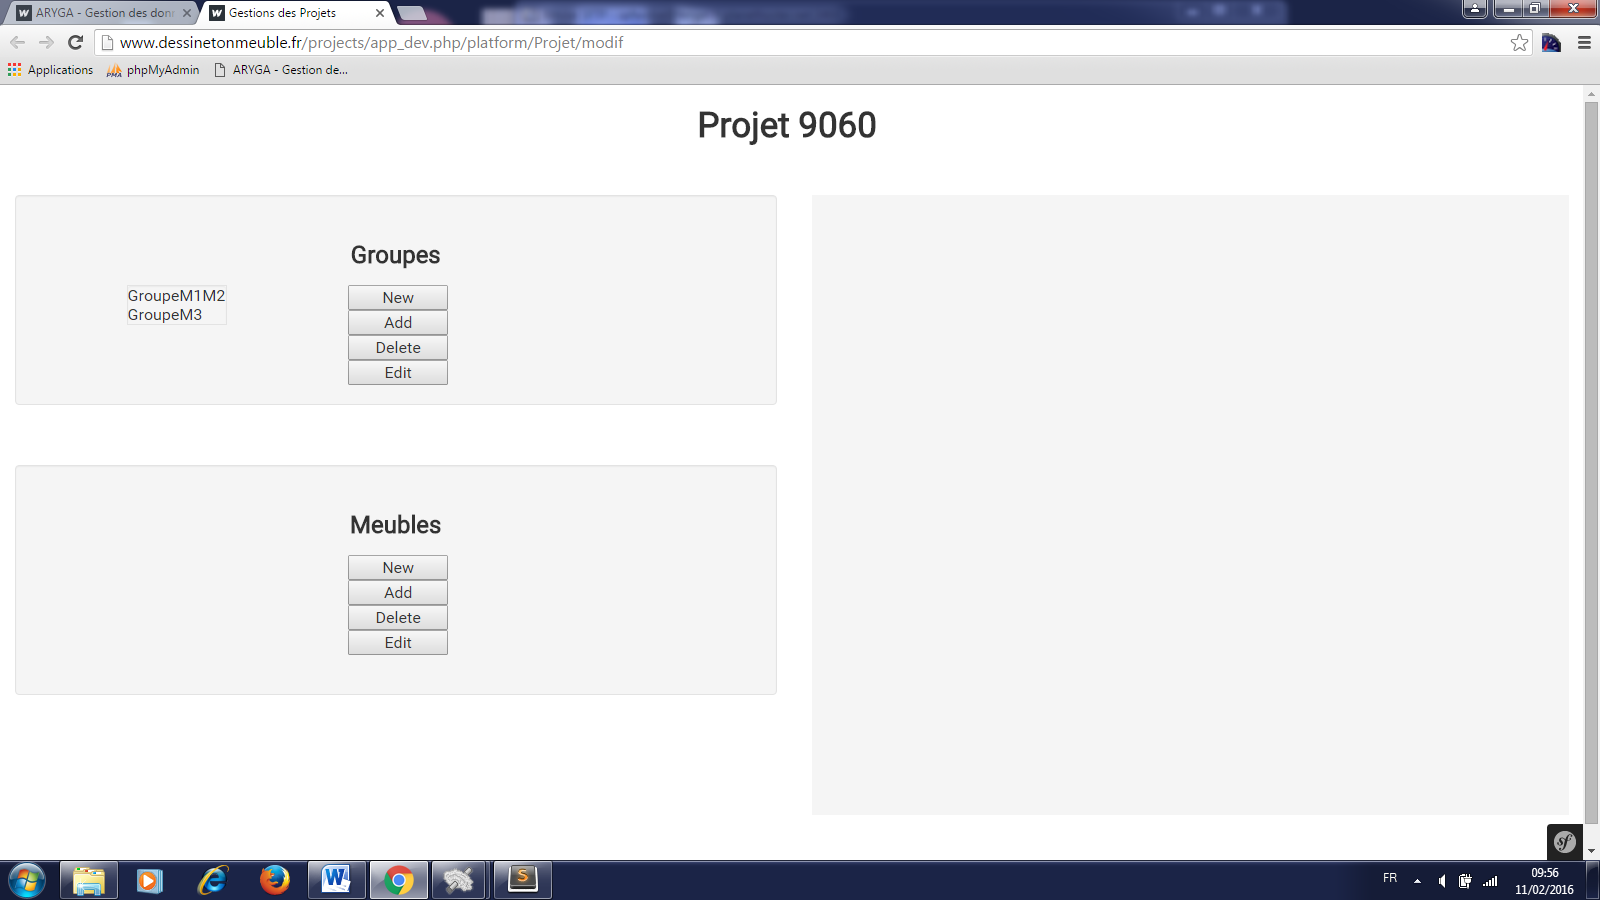 ARYGA - Gestion des don
Gestions des Projets
www.dessinetonmeuble.fr/projects/app_dev.php/platform/Projet/modif
Applications
phpMyAdmin
ARYGA - Gestion de...
Projet 9060
Groupes
GroupeM1M2
GroupeM3
New
Add
Delete
Edit
Meubles
New
Add
Delete
Edit
sf
FR
09:56
11/02/2016